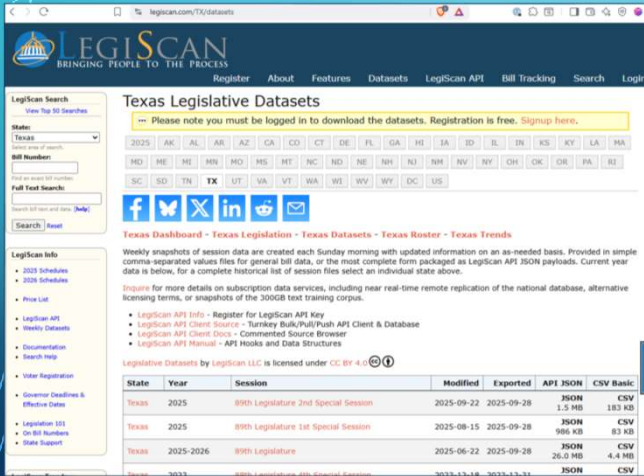 legiscan.com/TX/datasets
LEGISCAN
BRINGING PEOPLE TO THE PROCESS
Register About Features Datasets LegiScan API Bill Tracking Search Login
LegiScan Search
View Top 50 Searches
State:
Texas
Select area of search.
Bill Number:
Find an exact bill number.
Full Text Search:
Search bill text and data. [help]
Search Reset
LegiScan Info
2025 Schedules
2026 Schedules
Price List
LegiScan API
Weekly Datasets
Documentation
Search Help
Voter Registration
Governor Deadlines &
Effective Dates
Legislation 101
On Bill Numbers
State Support
Texas Legislative Datasets
Please note you must be logged in to download the datasets. Registration is free. Signup here.
2025 AK AL AR AZ CA CO CT DE FL GA HI IA ID IL IN KS KY LA MA
MD ME MI MN MO MS MT NC ND NE NH NJ NM NV NY OH OK OR PA RI
SC SD TN TX UT VA VT WA WI WV WY DC US
Texas Dashboard - Texas Legislation - Texas Datasets - Texas Roster - Texas Trends
Weekly snapshots of session data are created each Sunday morning with updated information on an as-needed basis. Provided in simple
comma-separated values files for general bill data, or the most complete form packaged as LegiScan API JSON payloads. Current year
data is below, for a complete historical list of session files select an individual state above.
Inquire for more details on subscription data services, including near real-time remote replication of the national database, alternative
licensing terms, or snapshots of the 300GB text training corpus.
LegiScan API Info - Register for LegiScan API Key
LegiScan API Client Source - Turnkey Bulk/Pull/Push API Client & Database
LegiScan API Client Docs - Commented Source Browser
LegiScan API Manual - API Hooks and Data Structures
Legislative Datasets by LegiScan LLC is licensed under CC BY 4.0
State Year Session Modified Exported API JSON CSV Basic
Texas 2025 89th Legislature 2nd Special Session 2025-09-22 2025-09-28 JSON 1.5 MB CSV 183 KB
Texas 2025 89th Legislature 1st Special Session 2025-08-15 2025-09-28 JSON 986 KB CSV 83 KB
Texas 2025-2026 89th Legislature 2025-06-22 2025-09-28 JSON 26.0 MB CSV 4.4 MB